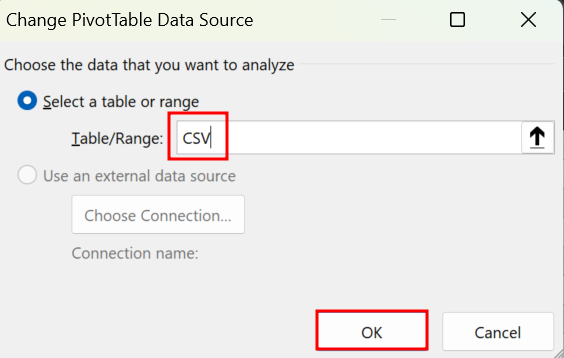 Change PivotTable Data Source
Choose the data that you want to analyze
Select a table or range
Table/Range: CSV
Use an external data source
Choose Connection...
Connection name:
OK Cancel